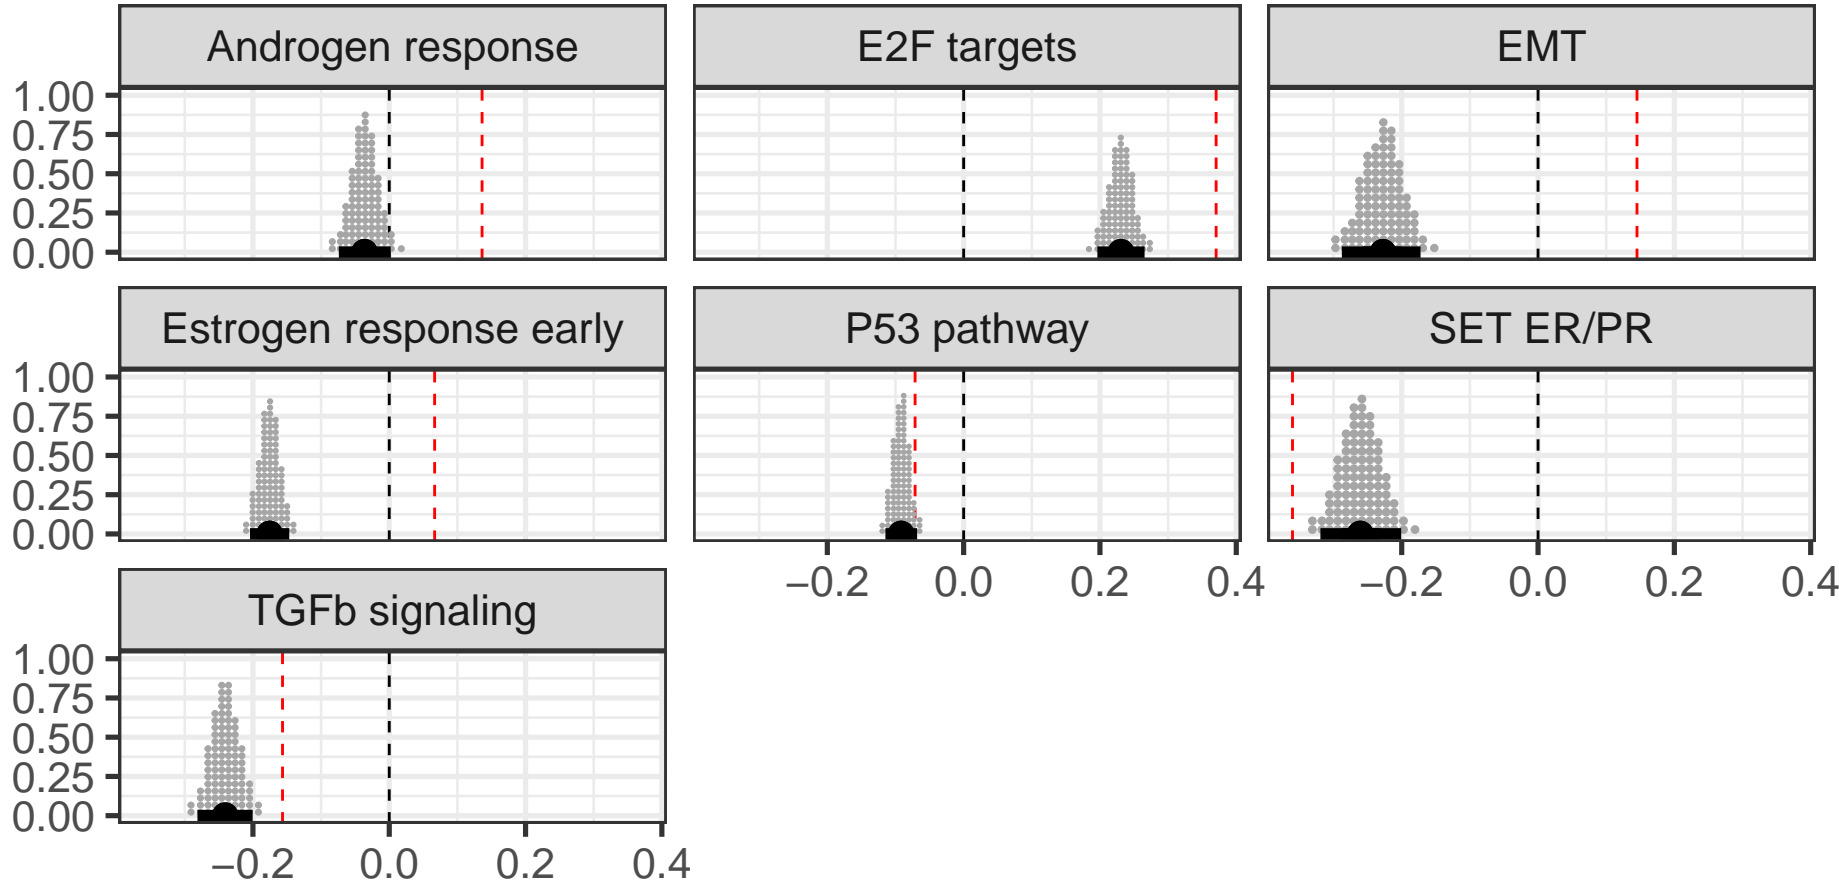 Androgen response
E2F targets
EMT
1.00
0.75
0.50
0.25
0.00
Estrogen response early
P53 pathway
SET ER/PR
1.00
0.75
0.50
0.25
0.00
−0.2 0.0 0.2 0.4
−0.2 0.0 0.2 0.4
TGFb signaling
1.00
0.75
0.50
0.25
0.00
−0.2 0.0 0.2 0.4